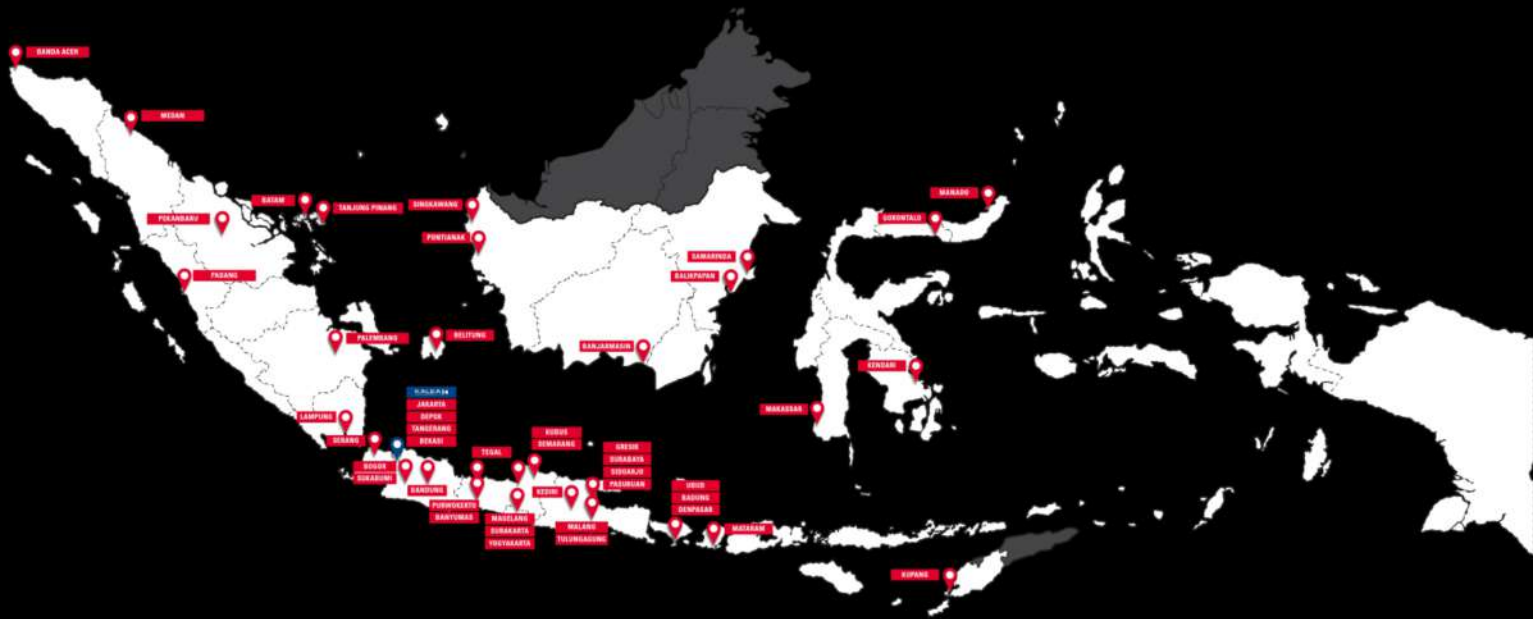 BANDA ACEH
MEDAN
BATAM
TANJUNG PINANG
PEKANBARU
PADANG
SINGKAWANG
PONTIANAK
MANADO
GORONTALO
SAMARINDA
BALIKPAPAN
PALEMBANG
BELITUNG
BANJARMASIN
KENDARI
MAKASSAR
LAMPUNG
SERANG
JAKARTA
DEPOK
TANGERANG
BEKASI
BOGOR
SUKABUMI
BANDUNG
TEGAL
PURWOKERTO
BANYUMAS
KUDUS
SEMARANG
MAGELANG
SURAKARTA
YOGYAKARTA
KEDIRI
GRESIK
SURABAYA
SIDOARJO
PASURUAN
MALANG
TULUNGAGUNG
UBUD
BADUNG
DENPASAR
MATARAM
KUPANG